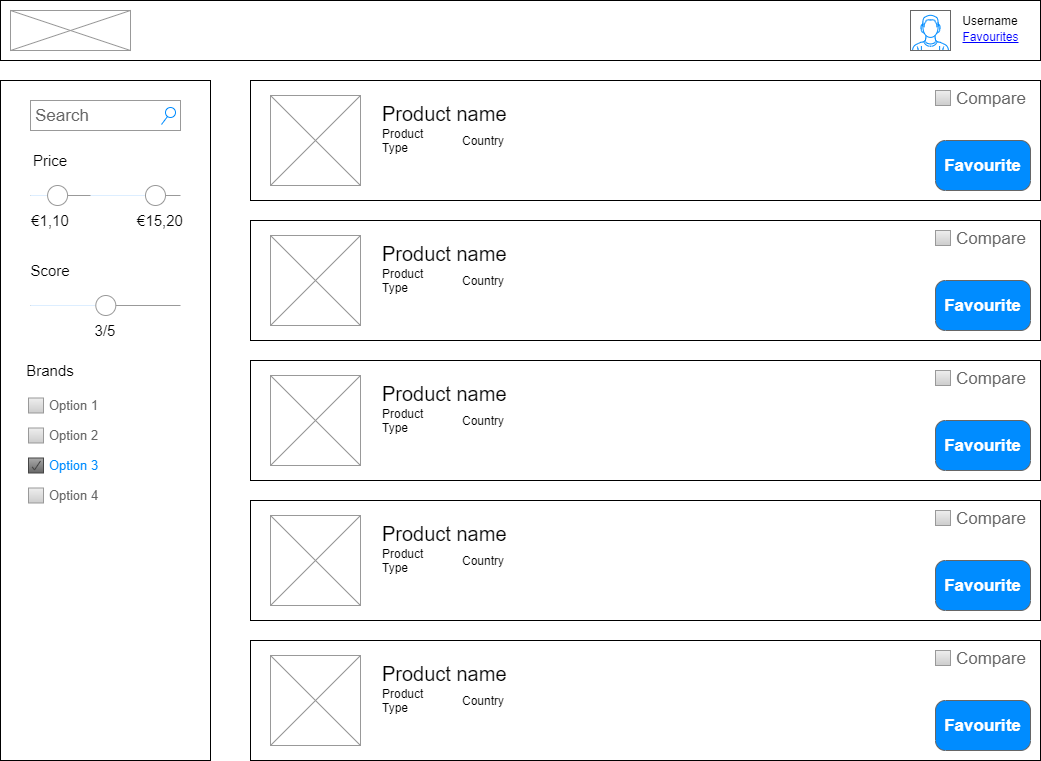 Username
Favourites
Search
Price
€1,10 €15,20
Score
3/5
Brands
Option 1
Option 2
Option 3
Option 4
Compare
Product name
Product
Type
Country
Favourite
Compare
Product name
Product
Type
Country
Favourite
Compare
Product name
Product
Type
Country
Favourite
Compare
Product name
Product
Type
Country
Favourite
Compare
Product name
Product
Type
Country
Favourite